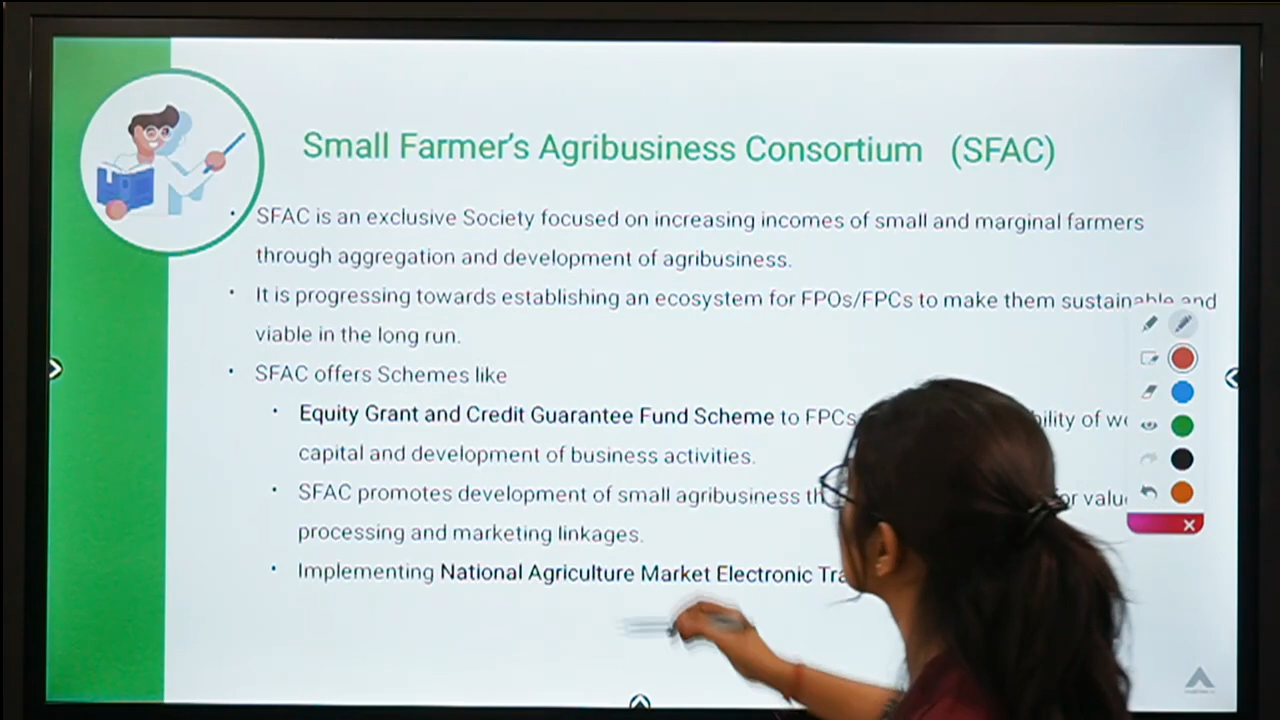 Small Farmer's Agribusiness Consortium (SFAC)
• SFAC is an exclusive Society focused on increasing incomes of small and marginal farmers
through aggregation and development of agribusiness.
• It is progressing towards establishing an ecosystem for FPOs/FPCs to make them sustainable and
viable in the long run.
• SFAC offers Schemes like
• Equity Grant and Credit Guarantee Fund Scheme to FPCs of
capital and development of business activities.
• SFAC promotes development of small agribusiness
processing and marketing linkages.
• Implementing National Agriculture Market Electronic